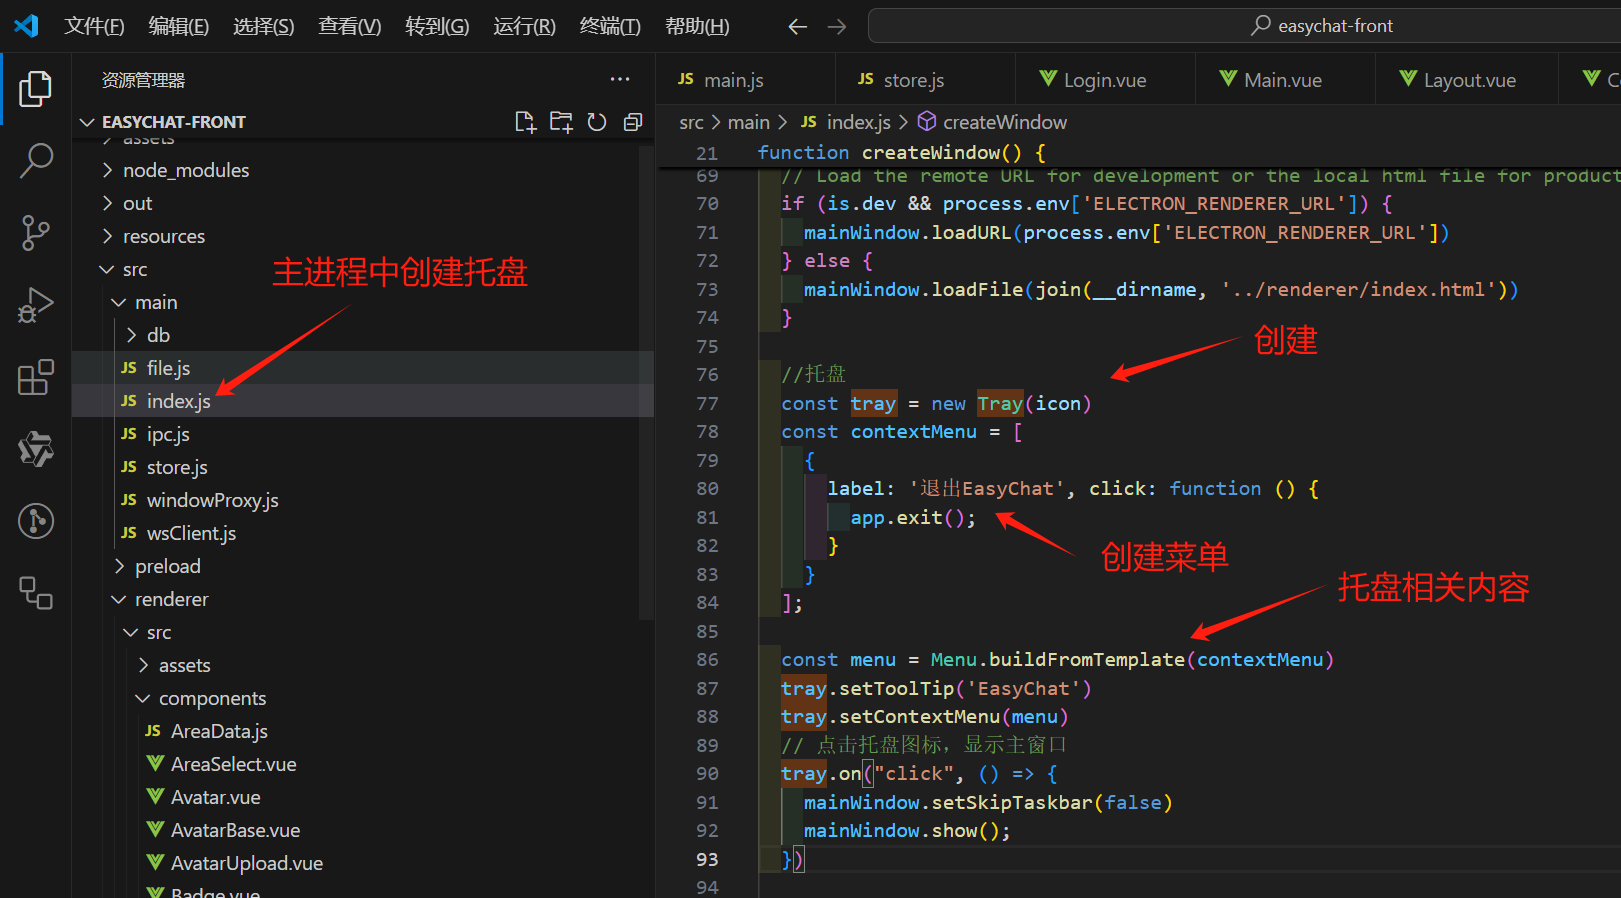 文件(F) 编辑(E) 选择(S) 查看(V) 转到(G) 运行(R) 终端(T) 帮助(H) easychat-front
资源管理器 ···
EASYCHAT-FRONT
assets
node_modules
out
resources
src
main
db
JS file.js
JS index.js
JS ipc.js
JS store.js
JS windowProxy.js
JS wsClient.js
preload
renderer
src
assets
components
JS AreaData.js
AreaSelect.vue
Avatar.vue
AvatarBase.vue
AvatarUpload.vue
Badge.vue
主进程中创建托盘
JS main.js JS store.js Login.vue Main.vue Layout.vue
src > main > JS index.js > createWindow
21 function createWindow() {
69 // Load the remote URL for development or the local html file for product
70 if (is.dev && process.env['ELECTRON_RENDERER_URL']) {
71 mainWindow.loadURL(process.env['ELECTRON_RENDERER_URL'])
72 } else {
73 mainWindow.loadFile(join(__dirname, '../renderer/index.html'))
74 }
75
创建
76 //托盘
77 const tray = new Tray(icon)
78 const contextMenu = [
79 {
80 label: '退出EasyChat', click: function () {
81 app.exit();
82 }
创建菜单
83 }
84 ];
托盘相关内容
85
86 const menu = Menu.buildFromTemplate(contextMenu)
87 tray.setToolTip('EasyChat')
88 tray.setContextMenu(menu)
89 // 点击托盘图标，显示主窗口
90 tray.on("click", () => {
91 mainWindow.setSkipTaskbar(false)
92 mainWindow.show();
93 })
94